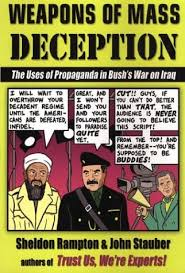 WEAPONS OF MASS
DECEPTION
The Uses of Propaganda in Bush's War on Iraq
I WILL WAIT TO
OVERTHROW YOUR
DECADENT REGIME
UNTIL THE AMERI-
CANS ARE DEFEATED,
INFIDEL.
GREAT, AND
I WON'T
SEND YOU
AND YOUR
FOLLOWERS
TO PARADISE
QUITE YET.
CUT!! GUYS, IF
YOU CAN'T DO BETTER
THAN THAT, THE
AUDIENCE IS NEVER
GOING TO BELIEVE
THIS SCRIPT!
FROM THE TOP! AND
REMEMBER--YOU'RE
SUPPOSED TO BE
BUDDIES!
Sheldon Rampton & John Stauber
authors of Trust Us, We're Experts!